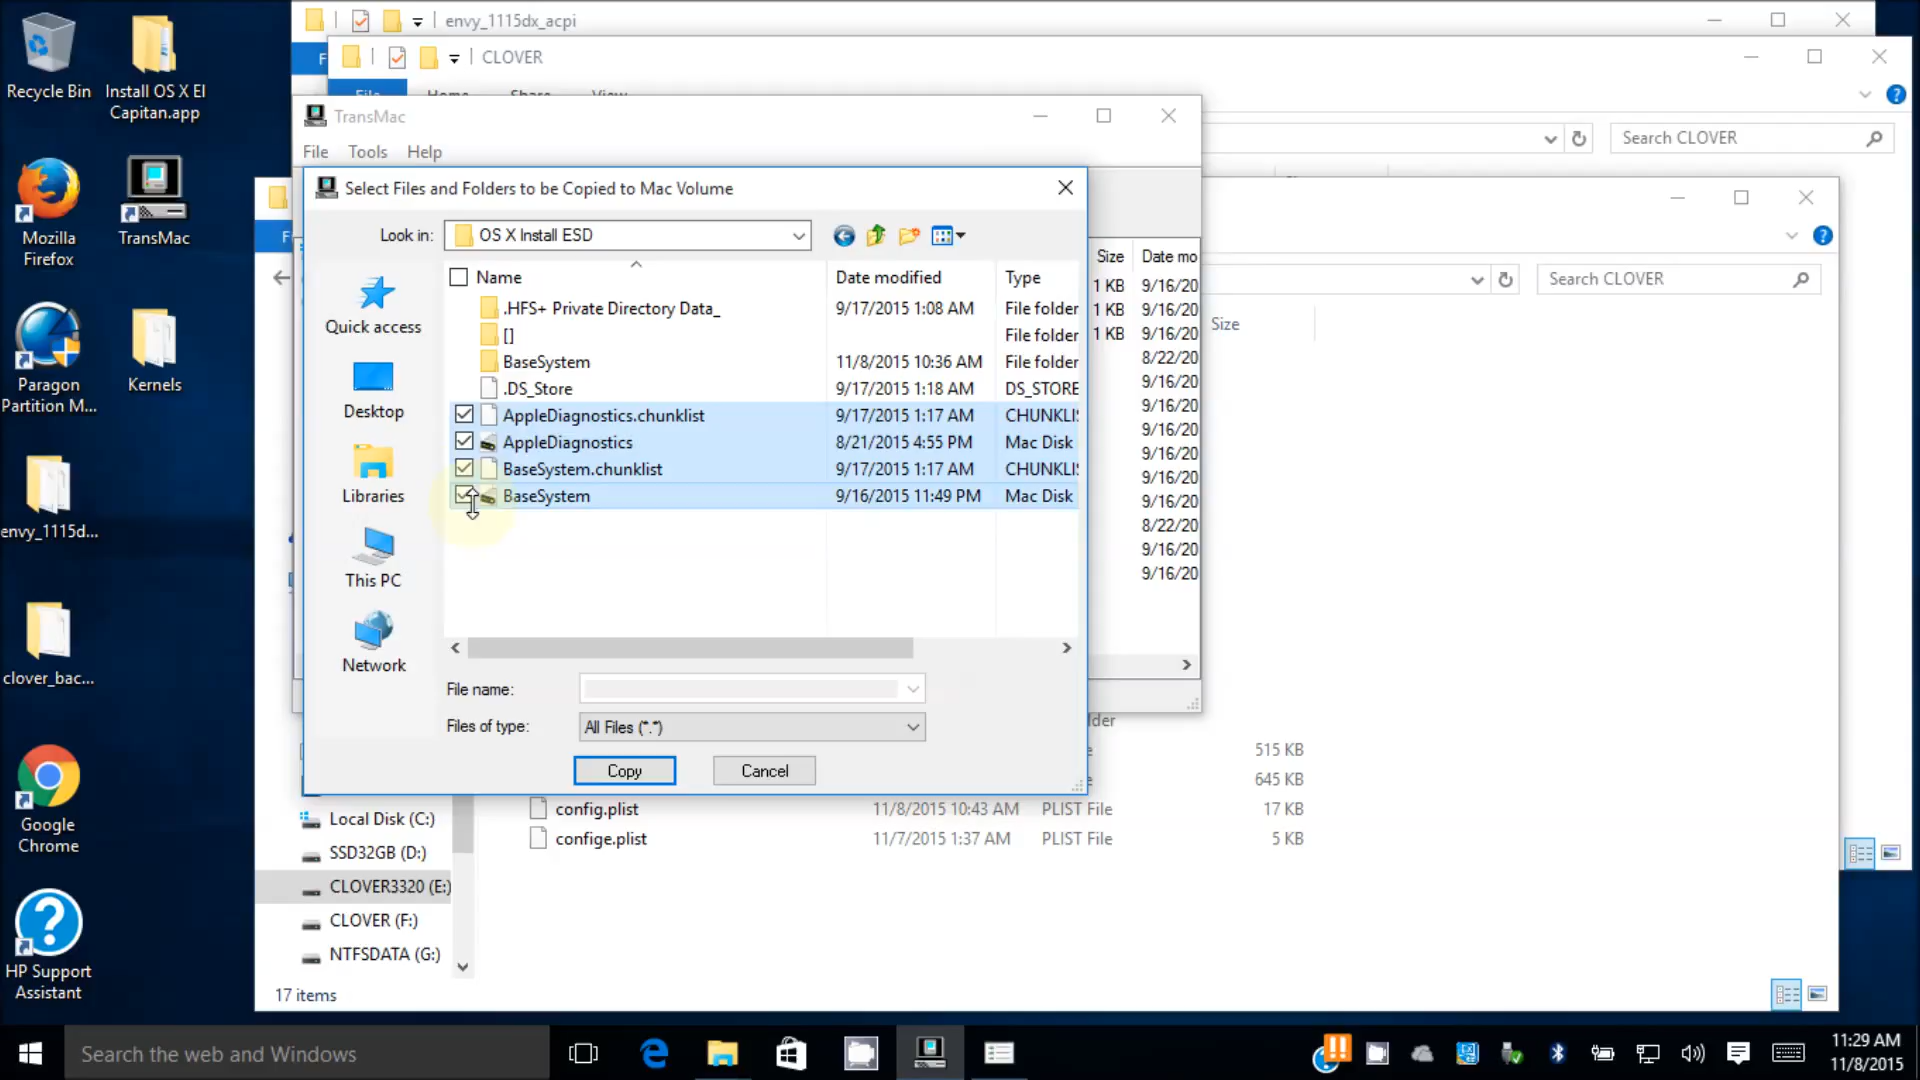 envy_1115dx_acpi
CLOVER
File Home Share View
Search CLOVER
TransMac
File Tools Help
Select Files and Folders to be Copied to Mac Volume
Look in: OS X Install ESD
Name Date modified Type
.HFS+ Private Directory Data_ 9/17/2015 1:08 AM File folder
[] File folder
BaseSystem 11/8/2015 10:36 AM File folder
.DS_Store 9/17/2015 1:18 AM DS_STORE
AppleDiagnostics.chunklist 9/17/2015 1:17 AM CHUNKLIS
AppleDiagnostics 8/21/2015 4:55 PM Mac Disk
BaseSystem.chunklist 9/17/2015 1:17 AM CHUNKLIS
BaseSystem 9/16/2015 11:49 PM Mac Disk
Quick access
Desktop
Libraries
This PC
Network
File name:
Files of type: All Files (*.*)
Copy Cancel
Size Date mo
1 KB 9/16/20
1 KB 9/16/20
1 KB 9/16/20
8/22/20
9/16/20
9/16/20
9/16/20
9/16/20
9/16/20
9/16/20
8/22/20
9/16/20
9/16/20
Search CLOVER
Size
lder
515 KB
645 KB
config.plist 11/8/2015 10:43 AM PLIST File 17 KB
confige.plist 11/7/2015 1:37 AM PLIST File 5 KB
Local Disk (C:)
SSD32GB (D:)
CLOVER3320 (E:)
CLOVER (F:)
NTFSDATA (G:)
17 items
Recycle Bin
Install OS X El
Capitan.app
Mozilla
Firefox
TransMac
Paragon
Partition M...
Kernels
envy_1115d...
clover_bac...
Google
Chrome
HP Support
Assistant
Search the web and Windows
11:29 AM
11/8/2015